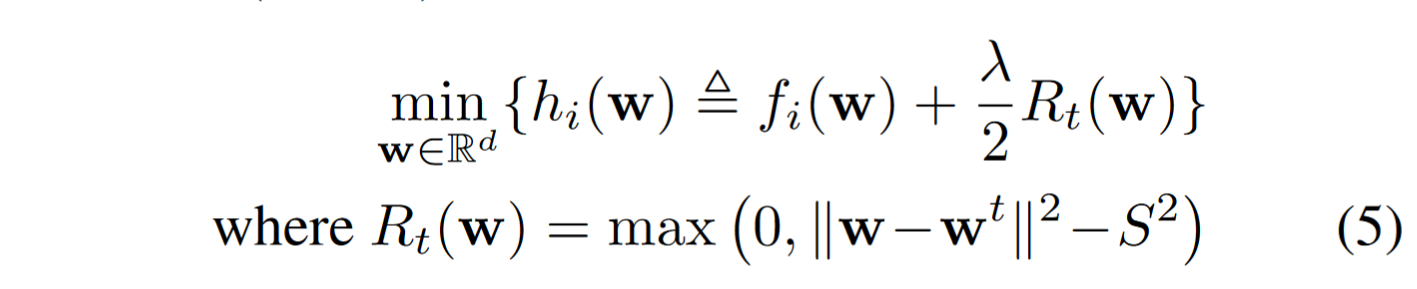 min_{w∈ℝ^d} {h_i(w) ≜ f_i(w) + λ/2 R_t(w)}
where R_t(w) = max (0, ‖w−w^t‖^2−S^2) (5)